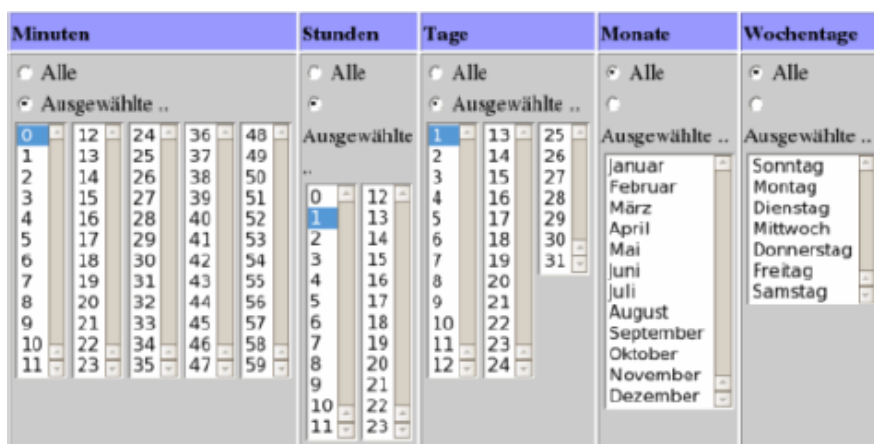 Minuten
Alle
Ausgewählte ..
0 12 24 36 48
1 13 25 37 49
2 14 26 38 50
3 15 27 39 51
4 16 28 40 52
5 17 29 41 53
6 18 30 42 54
7 19 31 43 55
8 20 32 44 56
9 21 33 45 57
10 22 34 46 58
11 23 35 47 59
Stunden
Alle
Ausgewählte
..
0 12
1 13
2 14
3 15
4 16
5 17
6 18
7 19
8 20
9 21
10 22
11 23
Tage
Alle
Ausgewählte ..
1 13 25
2 14 26
3 15 27
4 16 28
5 17 29
6 18 30
7 19 31
8 20
9 21
10 22
11 23
12 24
Monate
Alle
Ausgewählte ..
Januar
Februar
März
April
Mai
Juni
Juli
August
September
Oktober
November
Dezember
Wochentage
Alle
Ausgewählte ..
Sonntag
Montag
Dienstag
Mittwoch
Donnerstag
Freitag
Samstag